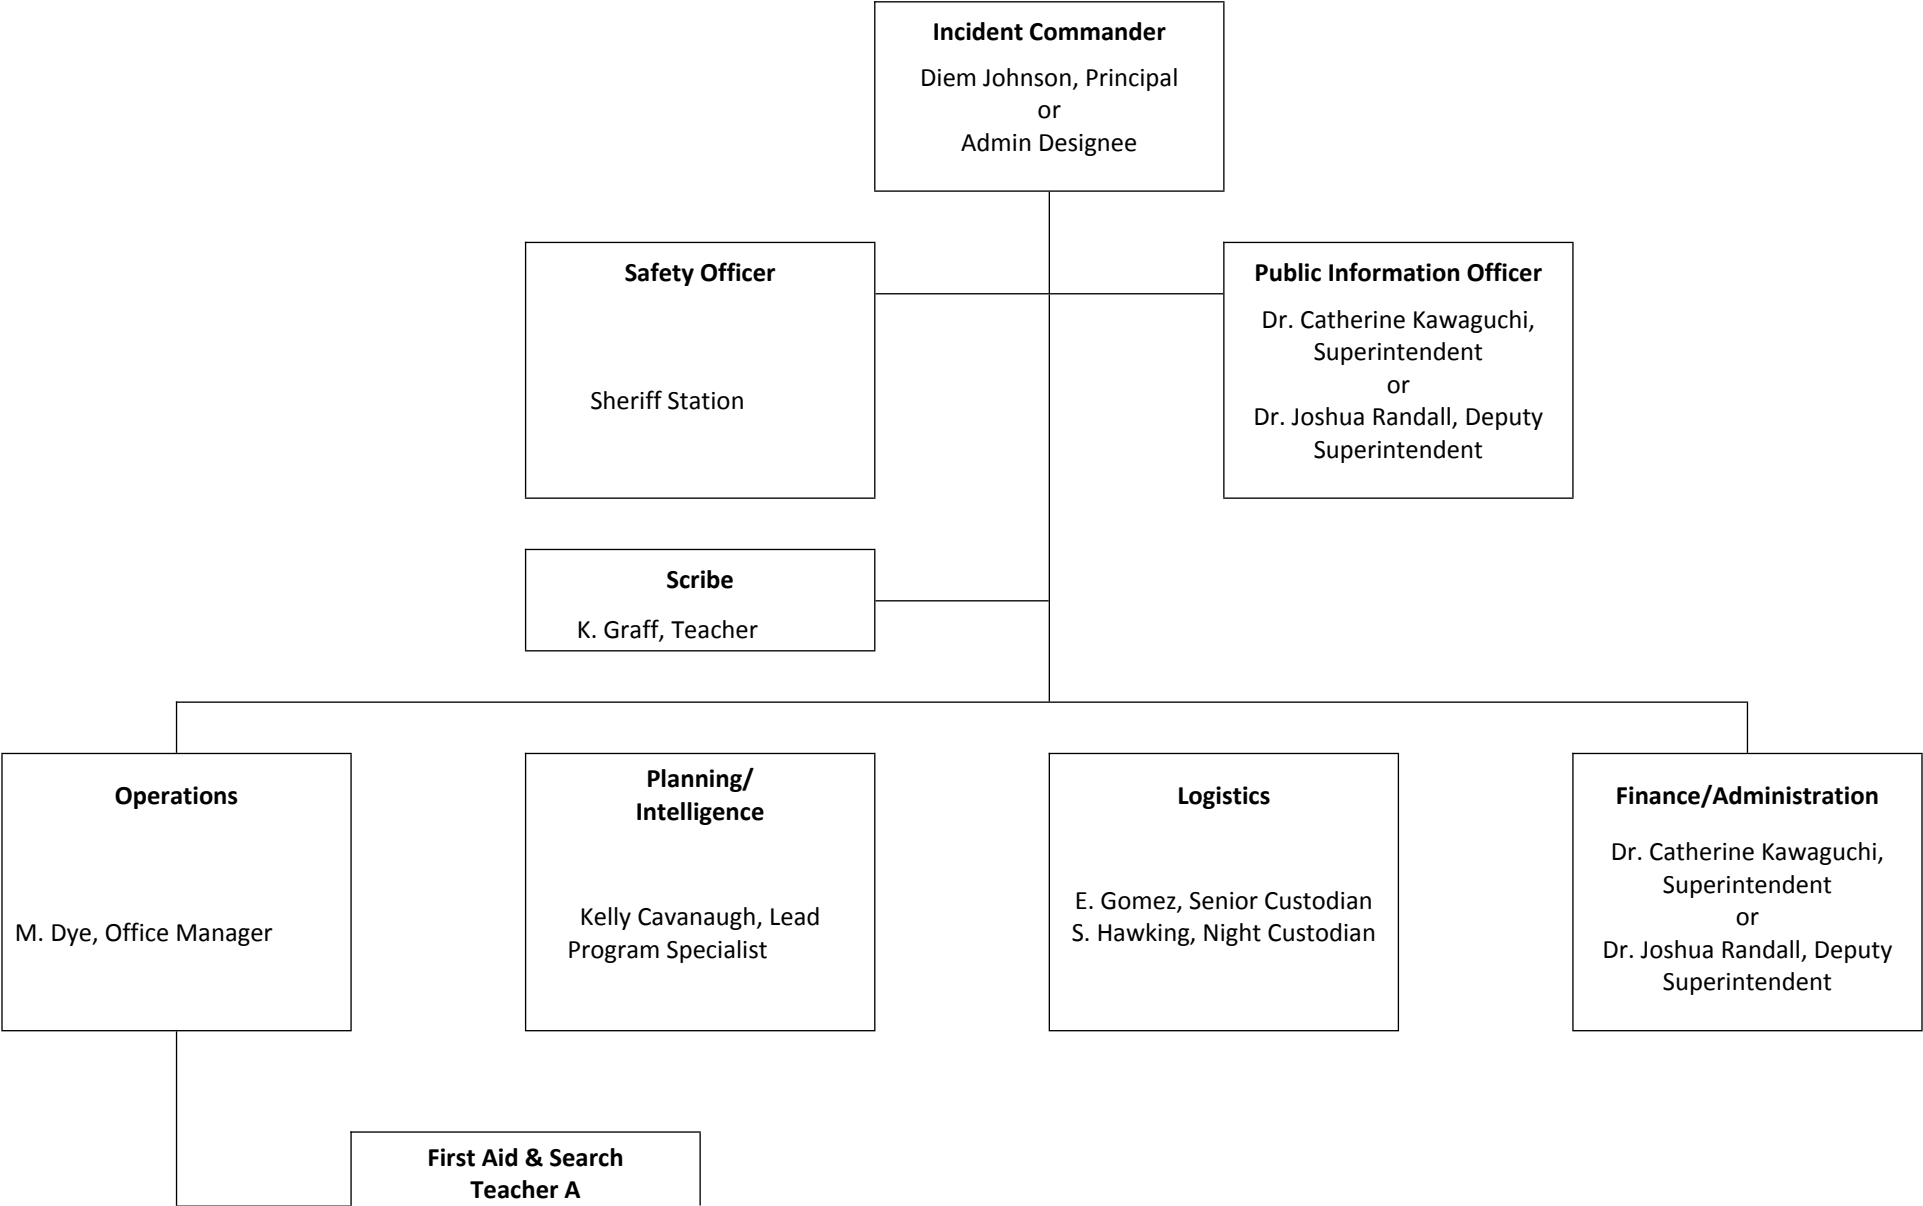 Incident Commander
Diem Johnson, Principal
or
Admin Designee
Safety Officer
Sheriff Station
Public Information Officer
Dr. Catherine Kawaguchi,
Superintendent
or
Dr. Joshua Randall, Deputy
Superintendent
Scribe
K. Graff, Teacher
Operations
M. Dye, Office Manager
Planning/
Intelligence
Kelly Cavanaugh, Lead
Program Specialist
Logistics
E. Gomez, Senior Custodian
S. Hawking, Night Custodian
Finance/Administration
Dr. Catherine Kawaguchi,
Superintendent
or
Dr. Joshua Randall, Deputy
Superintendent
First Aid & Search
Teacher A